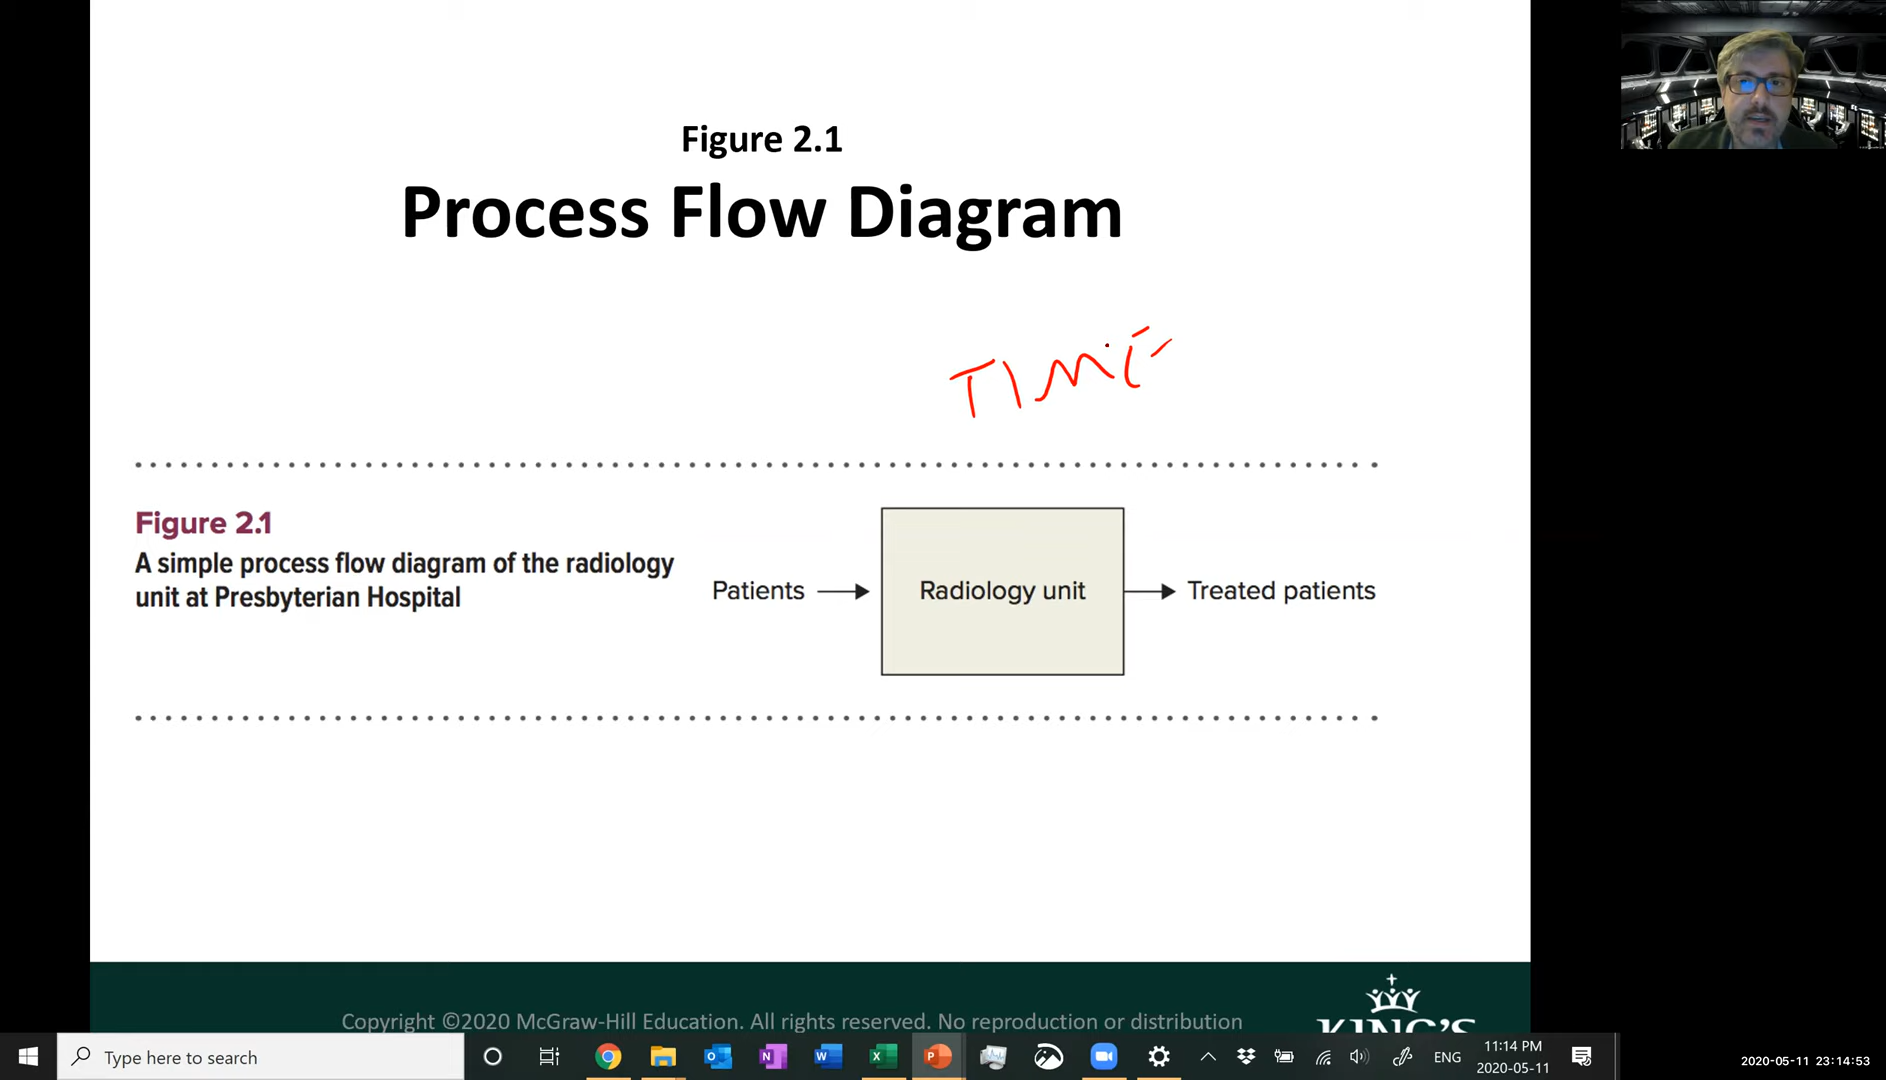 Figure 2.1
Process Flow Diagram
TIME
Figure 2.1
A simple process flow diagram of the radiology
unit at Presbyterian Hospital
Patients
Radiology unit
Treated patients
Copyright ©2020 McGraw-Hill Education. All rights reserved. No reproduction or distribution
KING'S
Type here to search
ENG
11:14 PM
2020-05-11
2020-05-11 23:14:53